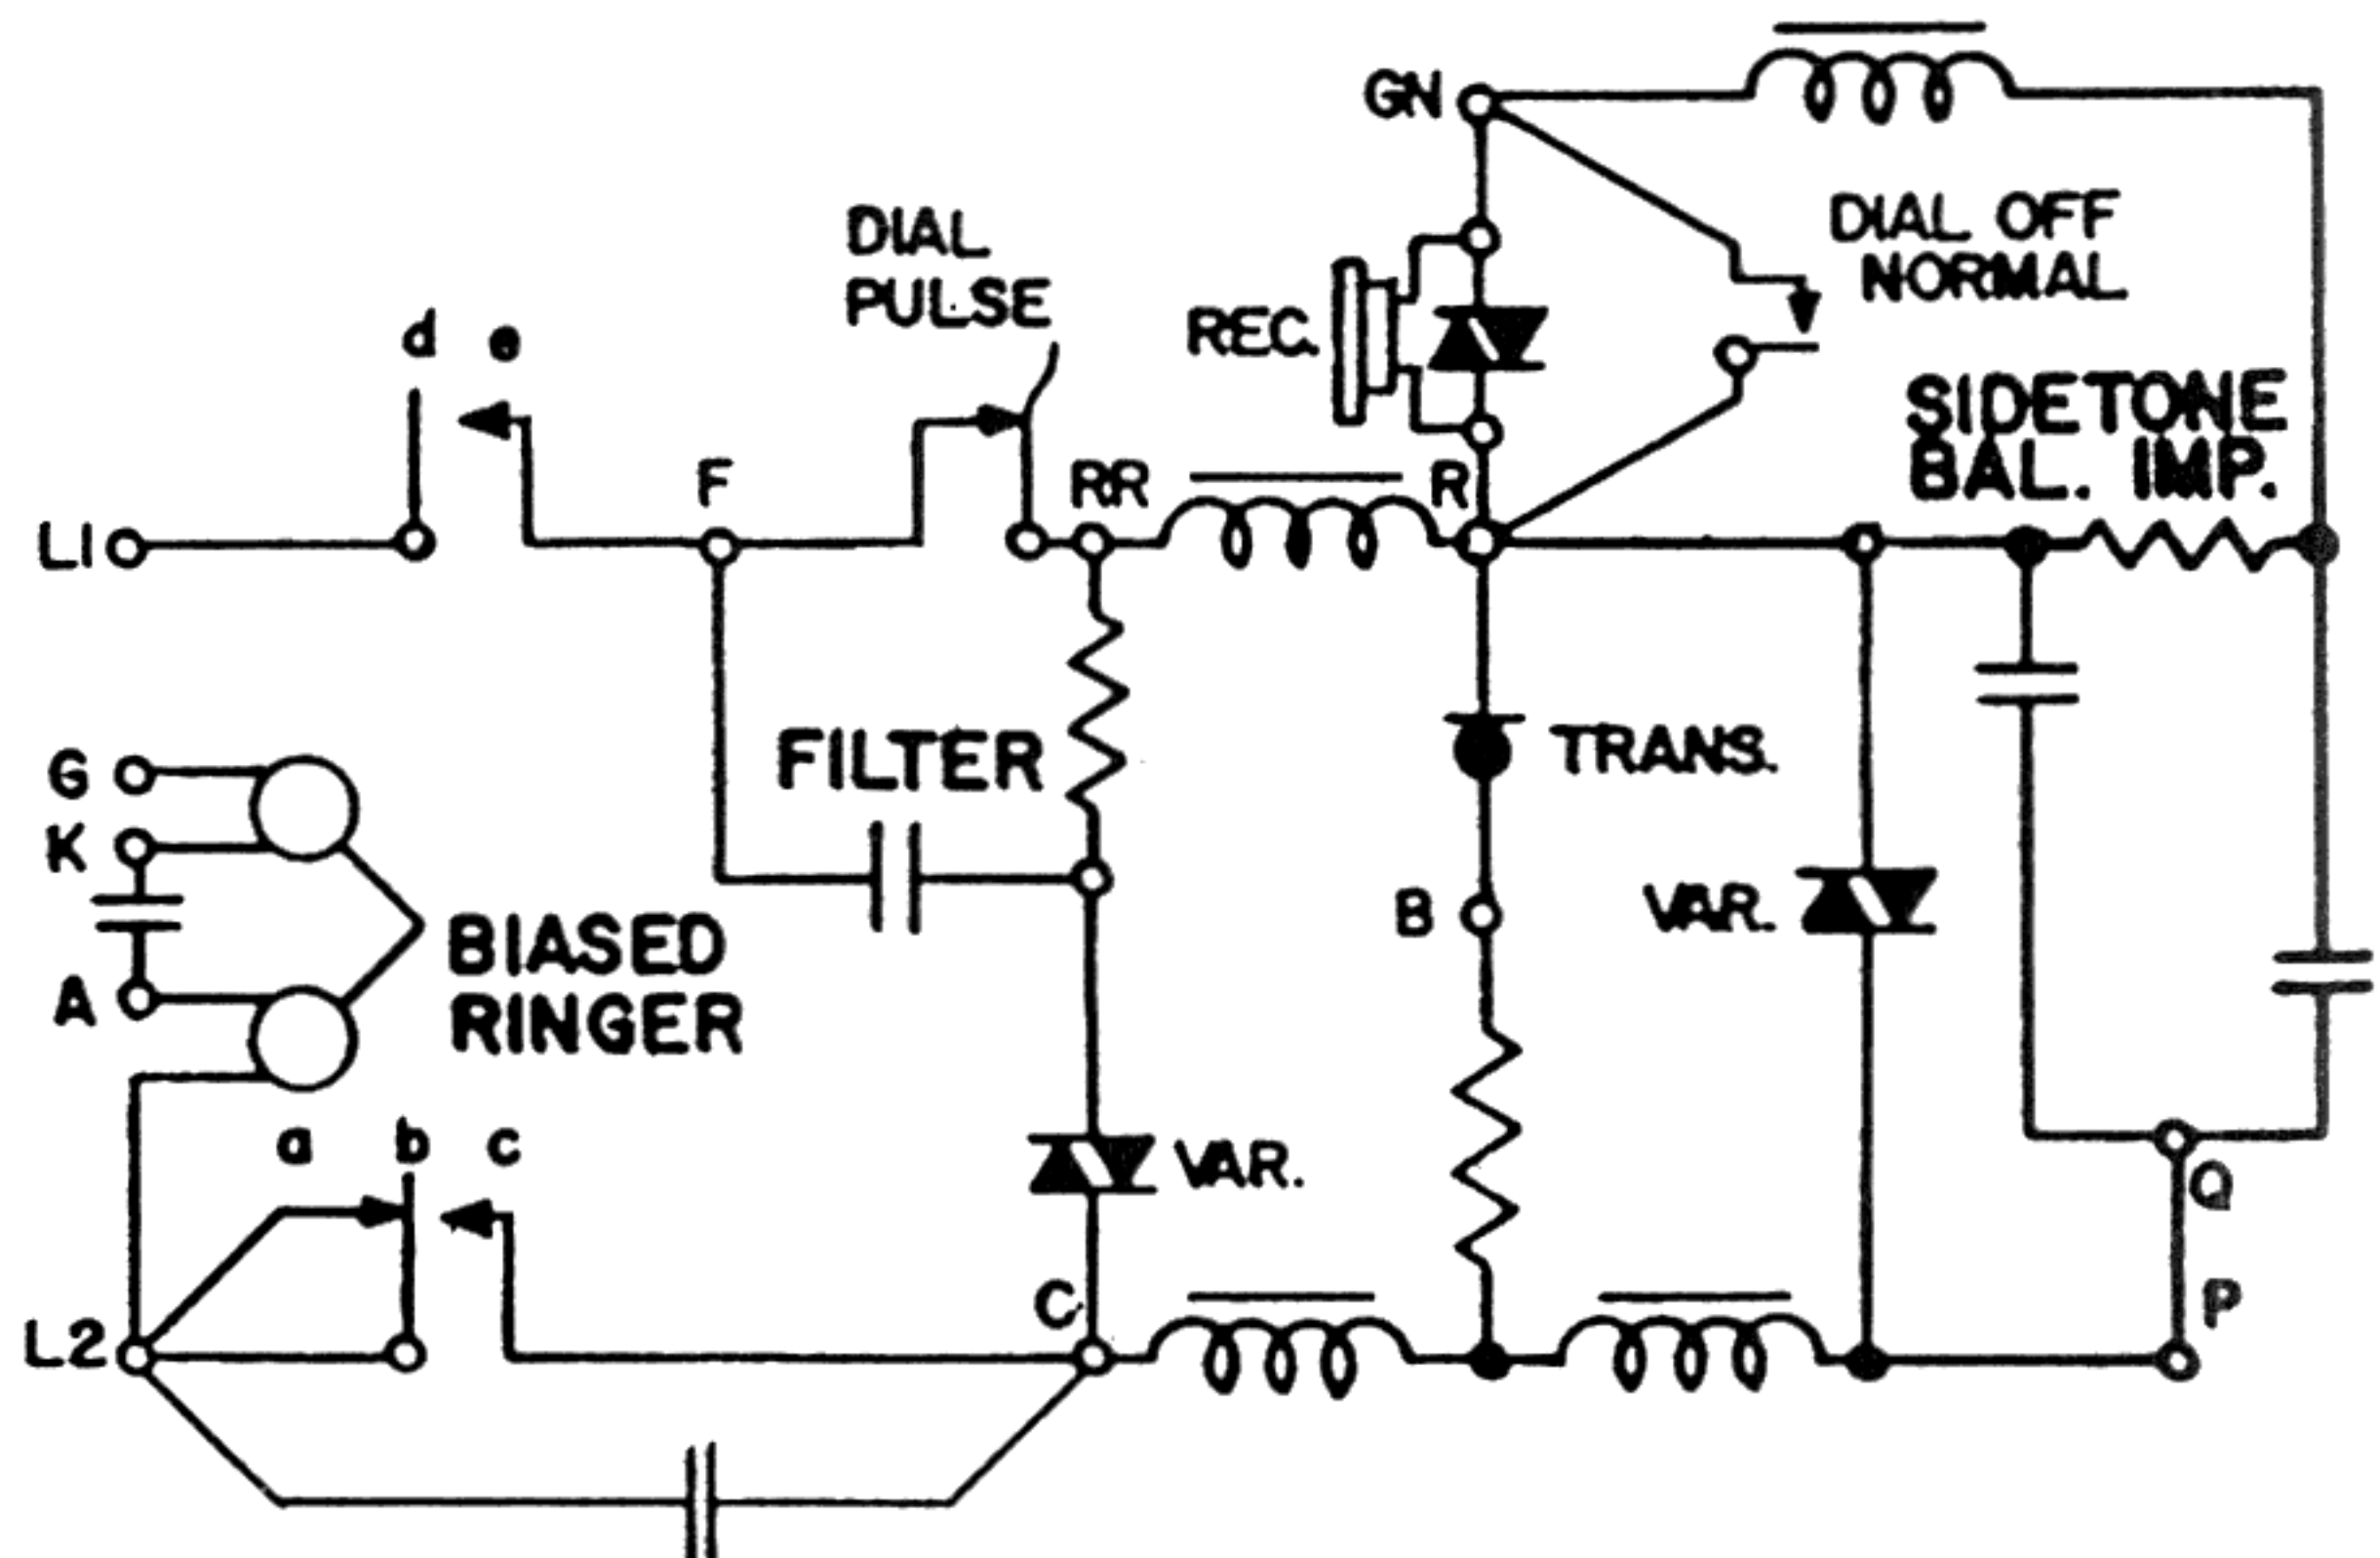 GN
DIAL
PULSE
DIAL OFF
NORMAL
d e
REC.
SIDETONE
BAL. IMP.
F
RR
R
L1
FILTER
TRANS.
G
K
A
BIASED
RINGER
B
VAR.
a b c
VAR.
Q
C
P
L2